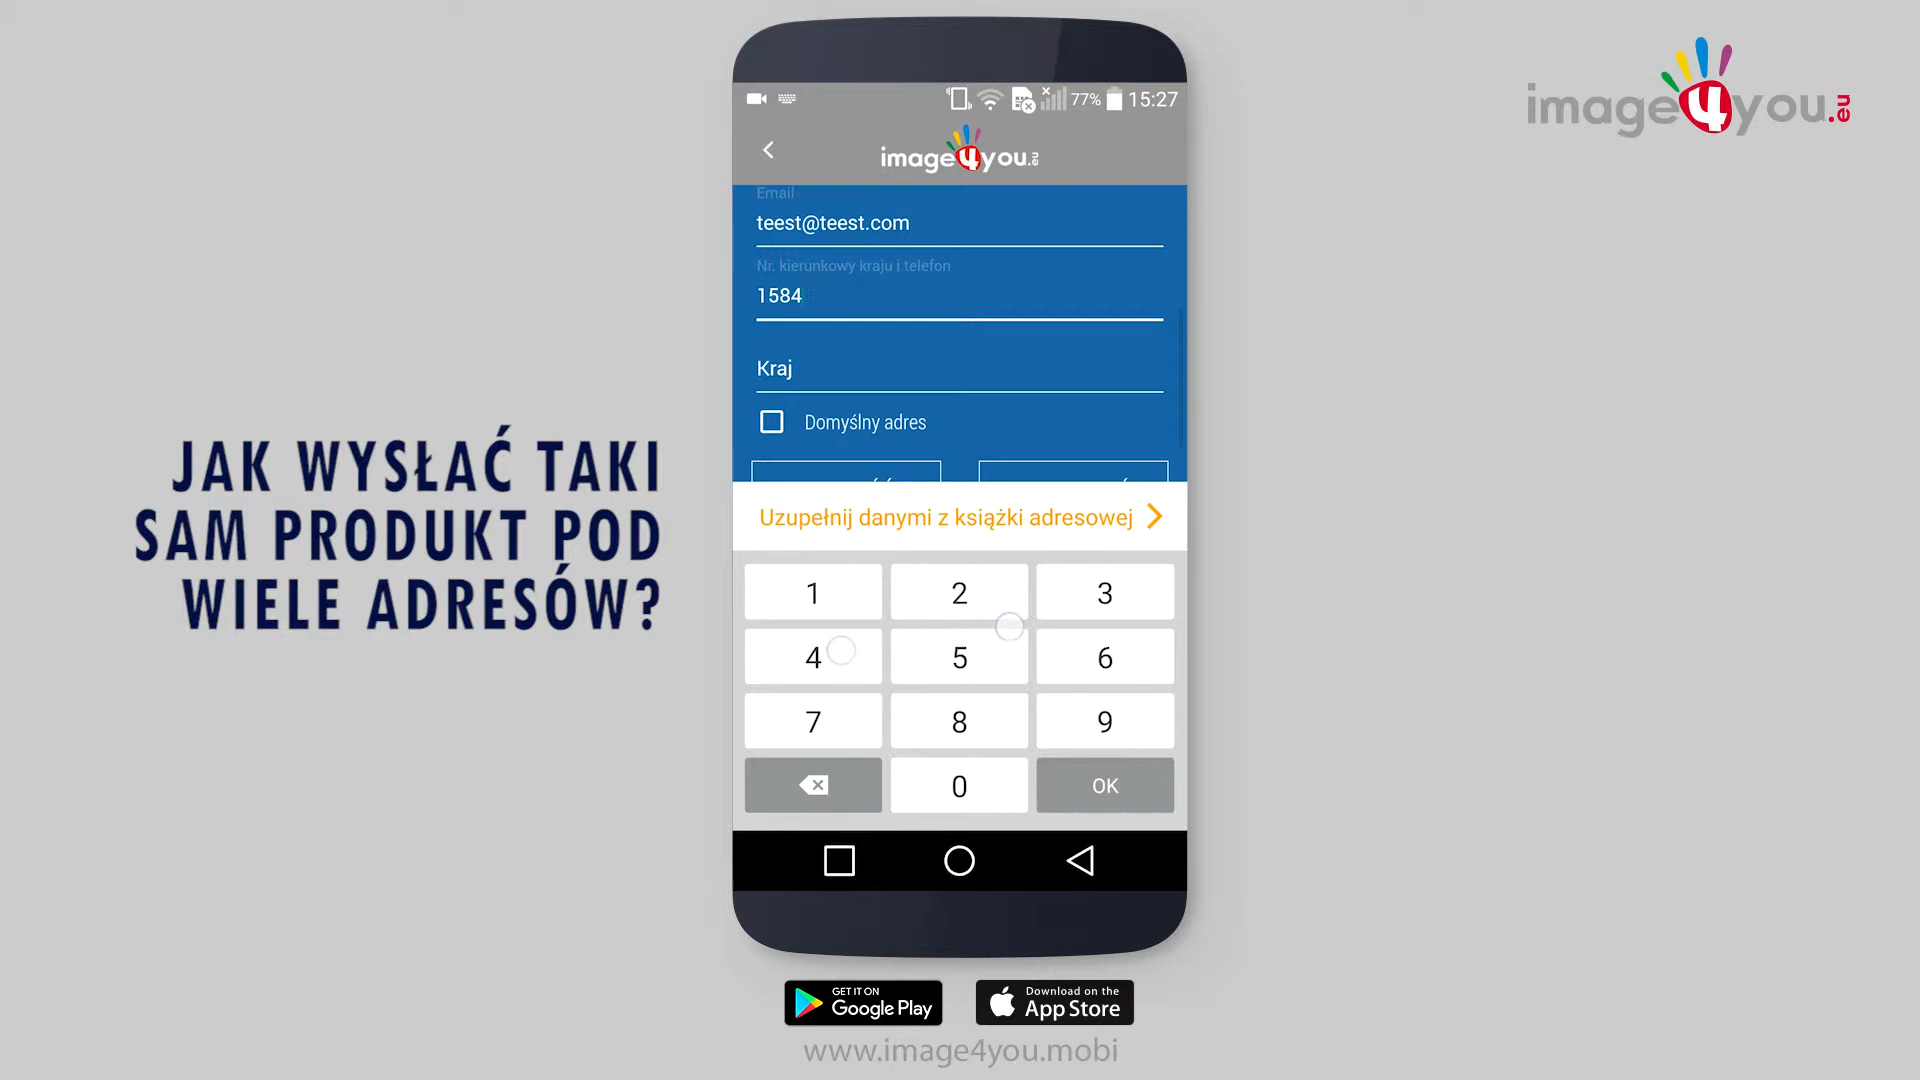 image4you.eu
77% 15:27
image4you.eu
Email
teest@teest.com
Nr. kierunkowy kraju i telefon
1584
Kraj
Domyślny adres
JAK WYSŁAĆ TAKI
SAM PRODUKT POD
WIELE ADRESÓW?
Uzupełnij danymi z książki adresowej
1 2 3
4 5 6
7 8 9
0 OK
GET IT ON
Google Play
Download on the
App Store
www.image4you.mobi